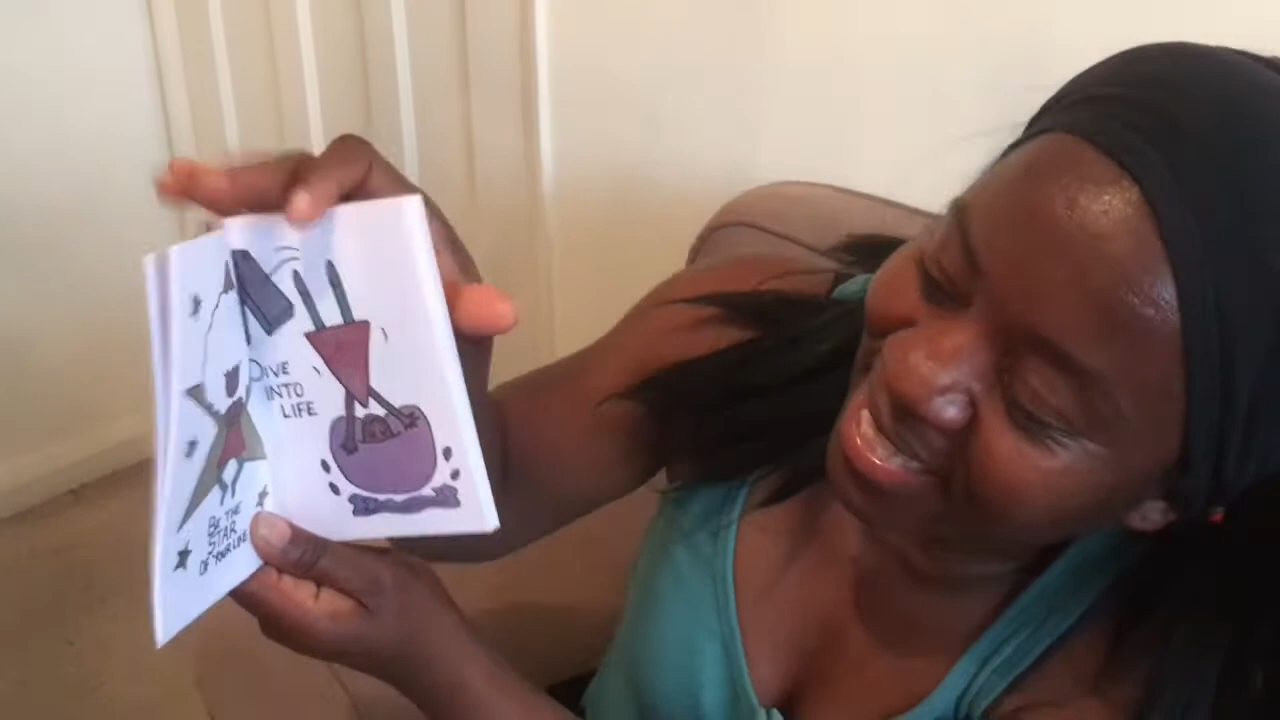 BE THE
STAR
OF YOUR LIFE
DIVE
INTO
LIFE